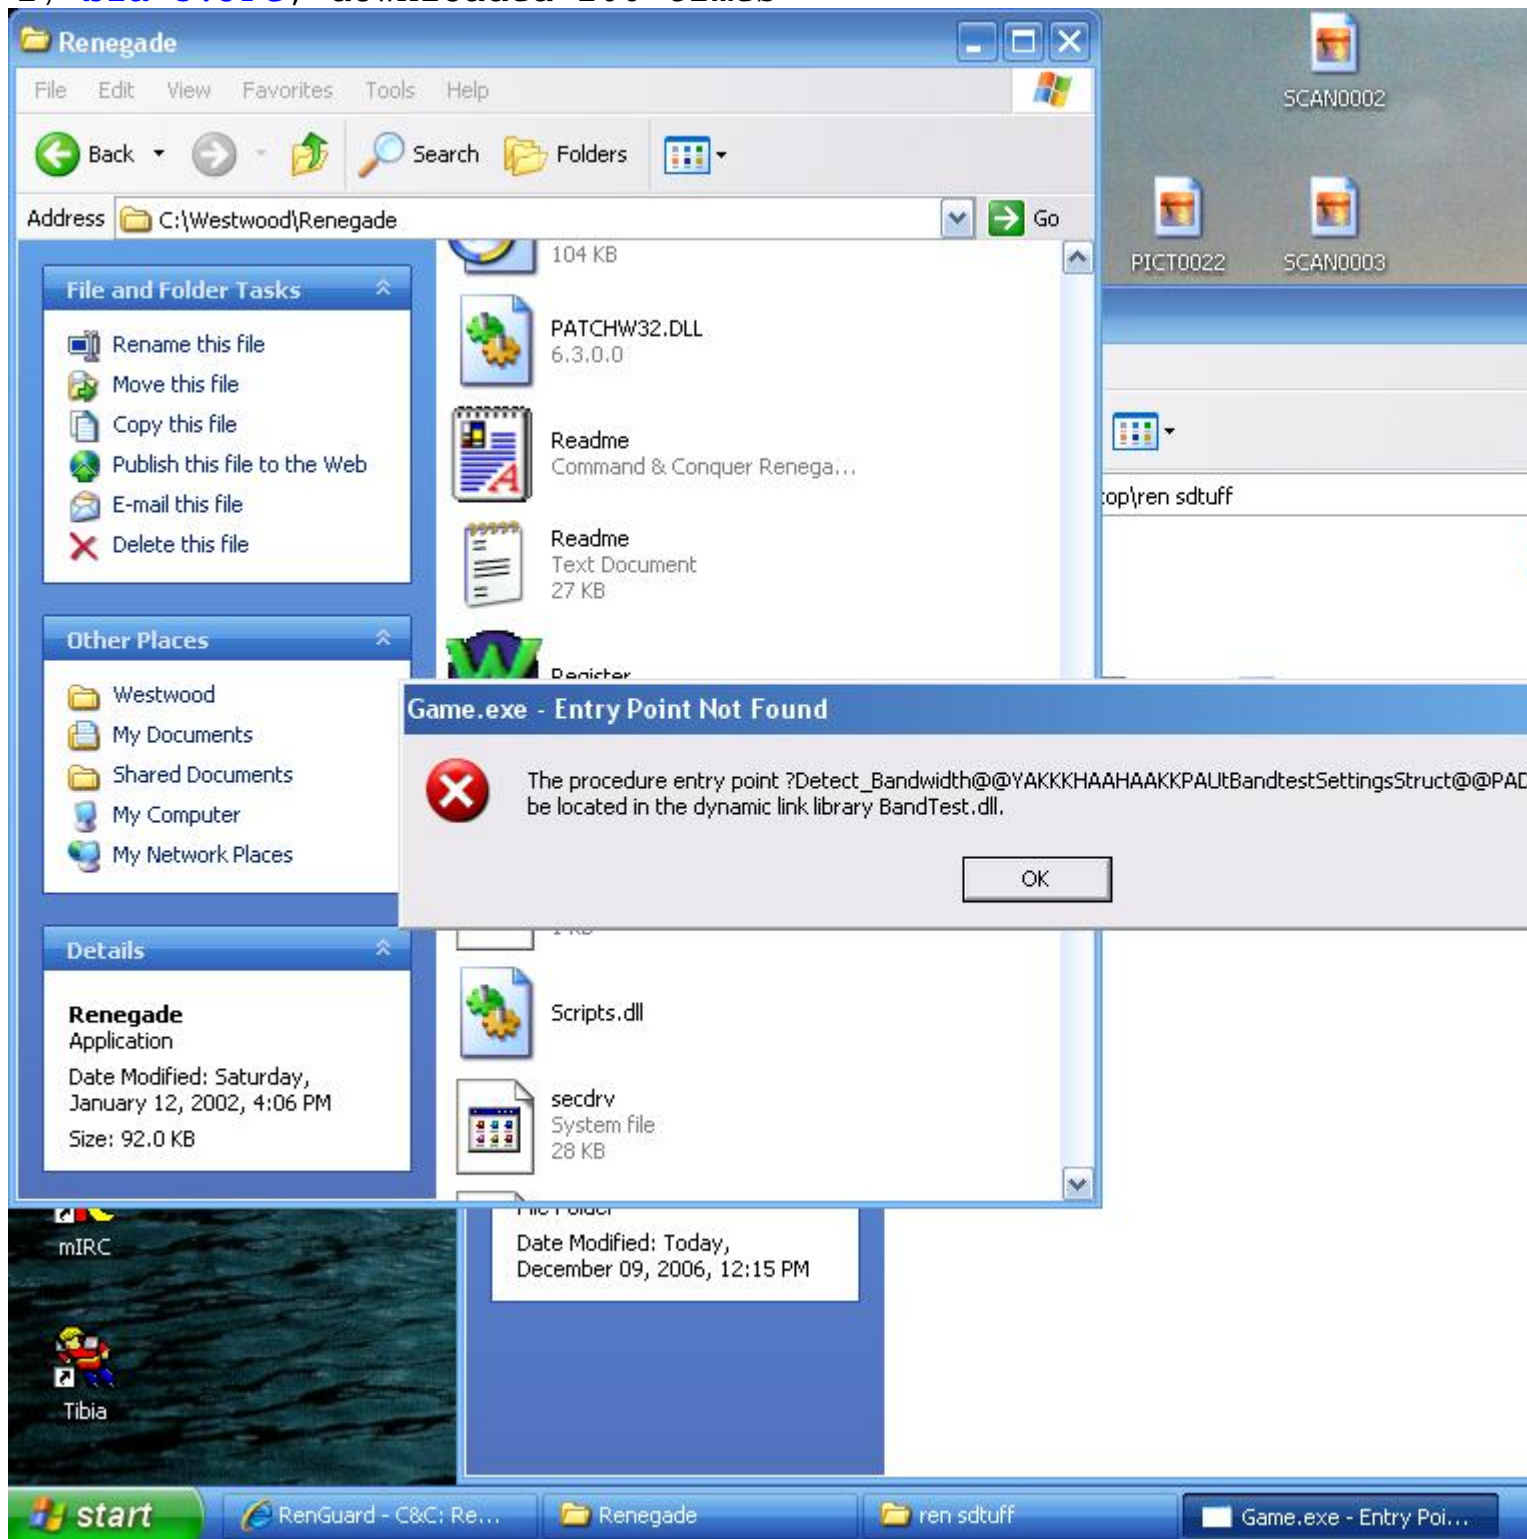 Renegade
File Edit View Favorites Tools Help
Back Search Folders
Address C:\Westwood\Renegade Go
File and Folder Tasks
Rename this file
Move this file
Copy this file
Publish this file to the Web
E-mail this file
Delete this file
Other Places
Westwood
My Documents
Shared Documents
My Computer
My Network Places
Details
Renegade
Application
Date Modified: Saturday,
January 12, 2002, 4:06 PM
Size: 92.0 KB
104 KB
PATCHW32.DLL
6.3.0.0
Readme
Command & Conquer Renega...
Readme
Text Document
27 KB
Register
Game.exe - Entry Point Not Found
The procedure entry point ?Detect_Bandwidth@@YAKKKHAAHAAKKPAUtBandtestSettingsStruct@@PAD
be located in the dynamic link library BandTest.dll.
OK
Scripts.dll
secdrv
System file
28 KB
SCAN0002
PICT0022
SCAN0003
top\ren sdtuff
File Folder
Date Modified: Today,
December 09, 2006, 12:15 PM
mIRC
Tibia
start
RenGuard - C&C: Re...
Renegade
ren sdtuff
Game.exe - Entry Poi...